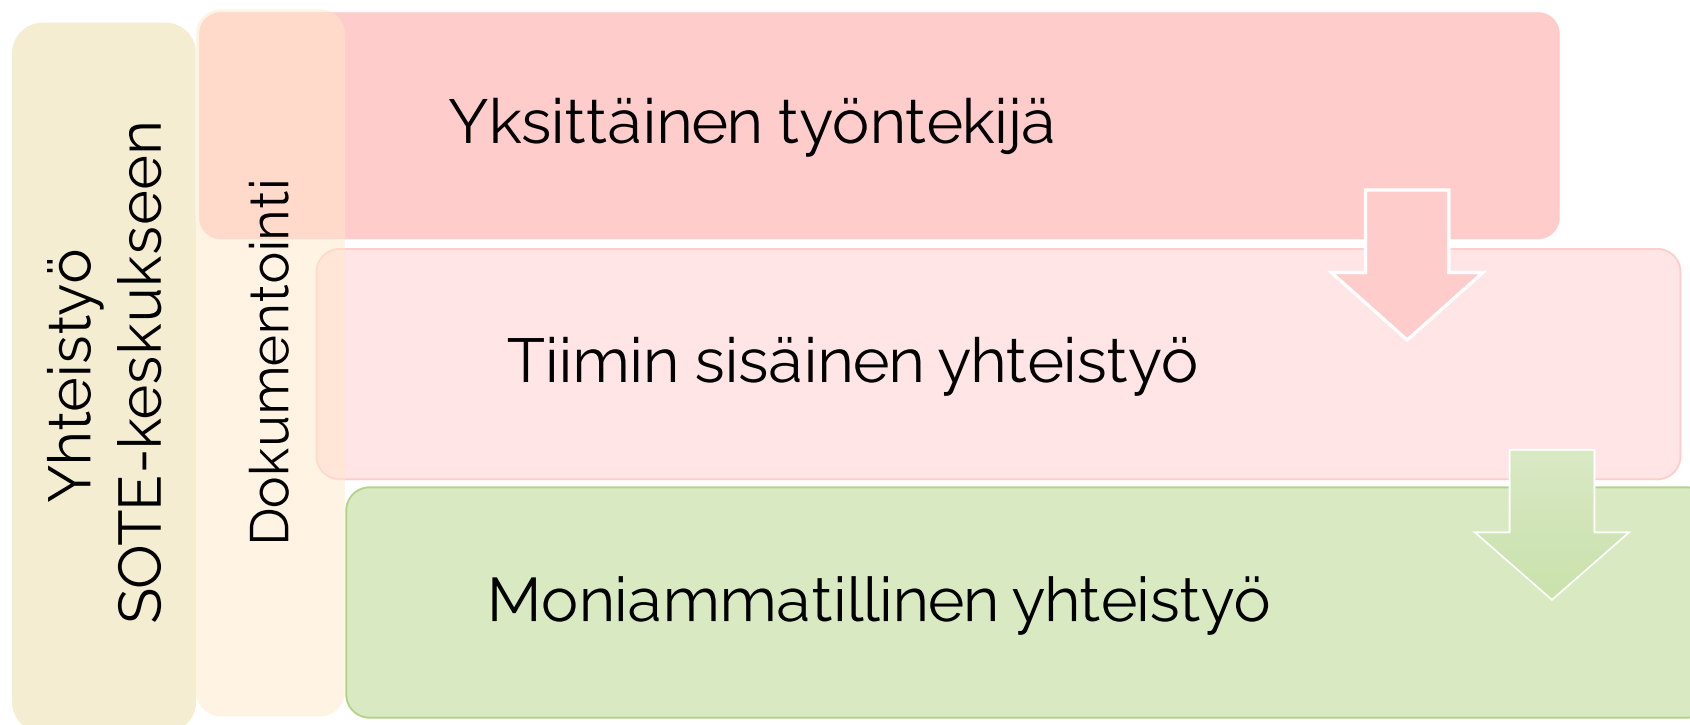 Yhteistyö
SOTE-keskukseen
Dokumentointi
Yksittäinen työntekijä
Tiimin sisäinen yhteistyö
Moniammatillinen yhteistyö